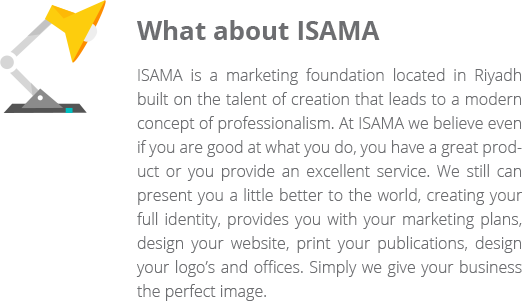 What about ISAMA
ISAMA is a marketing foundation located in Riyadh
built on the talent of creation that leads to a modern
concept of professionalism. At ISAMA we believe even
if you are good at what you do, you have a great prod-
uct or you provide an excellent service. We still can
present you a little better to the world, creating your
full identity, provides you with your marketing plans,
design your website, print your publications, design
your logo’s and offices. Simply we give your business
the perfect image.